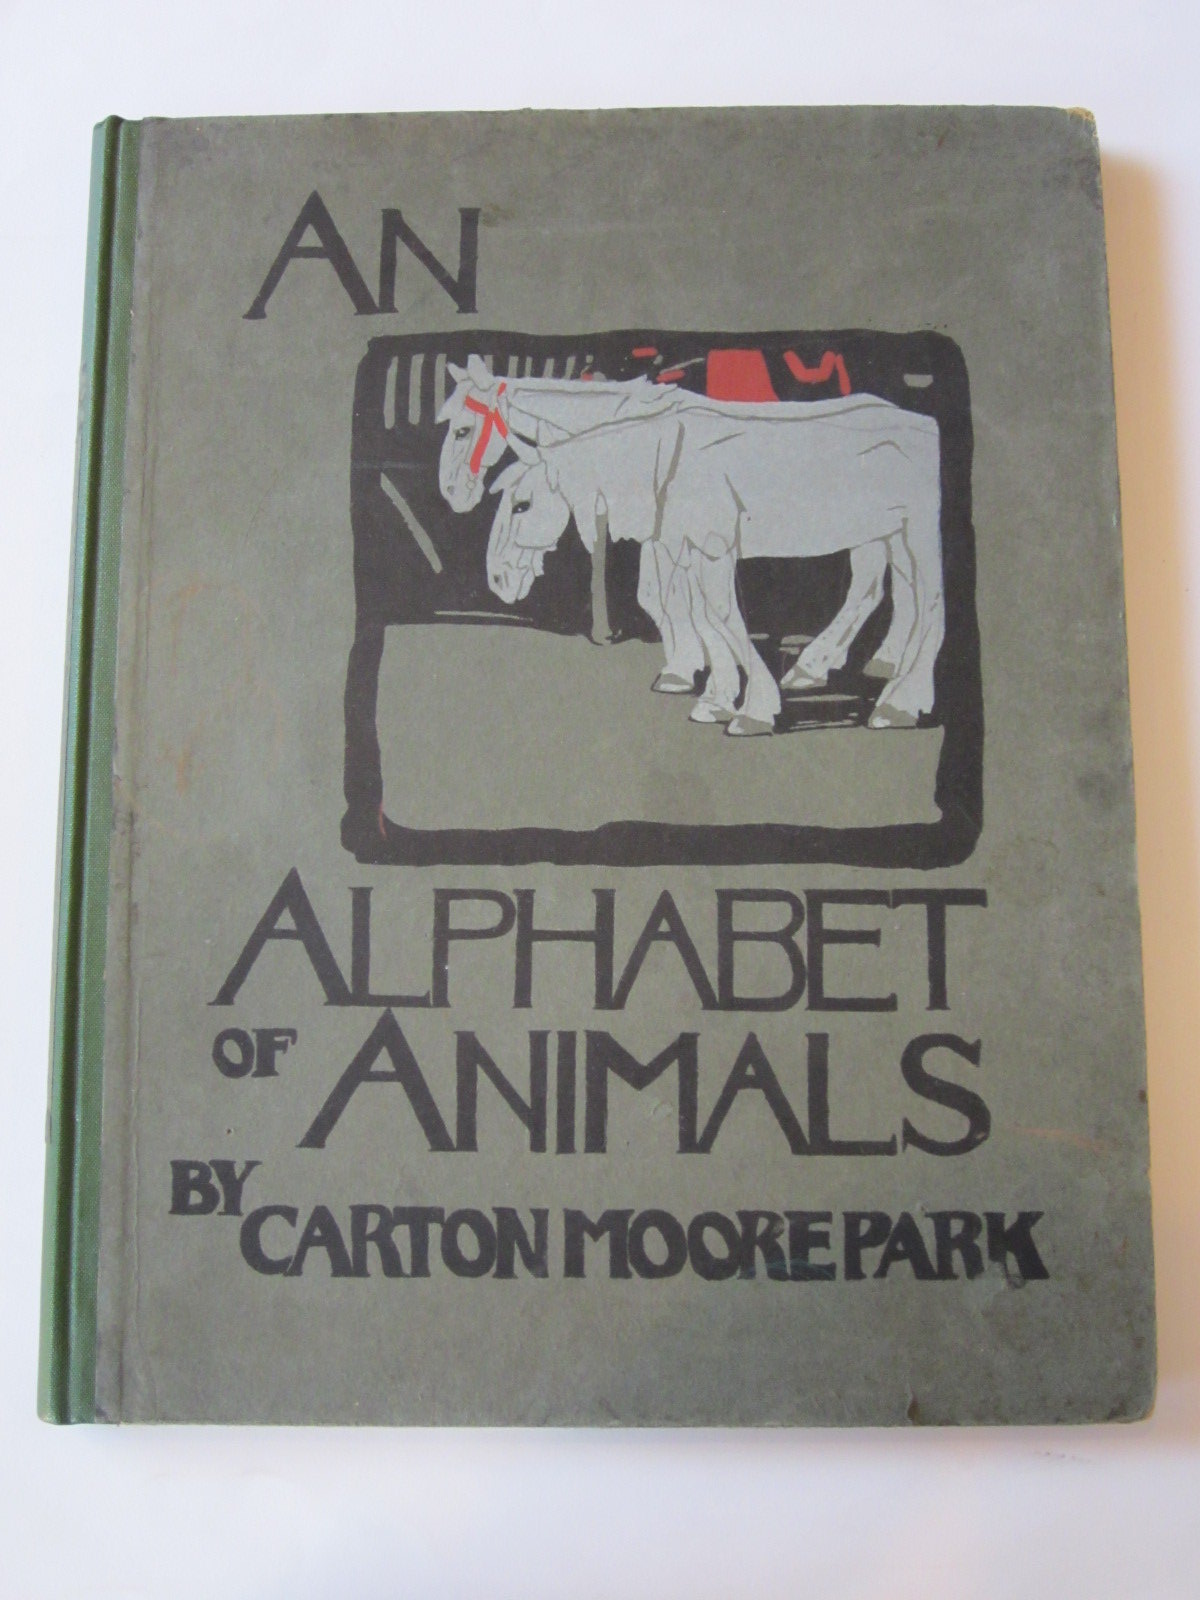 AN
ALPHABET
OF ANIMALS
BY
CARTON MOORE PARK